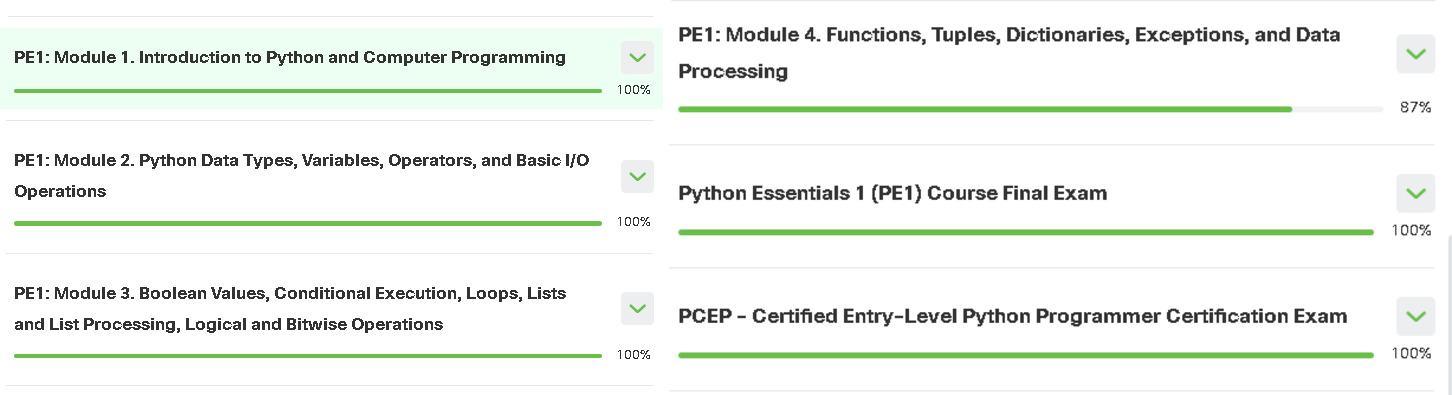 PE1: Module 1. Introduction to Python and Computer Programming
100%
PE1: Module 2. Python Data Types, Variables, Operators, and Basic I/O
Operations
100%
PE1: Module 3. Boolean Values, Conditional Execution, Loops, Lists
and List Processing, Logical and Bitwise Operations
100%
PE1: Module 4. Functions, Tuples, Dictionaries, Exceptions, and Data
Processing
87%
Python Essentials 1 (PE1) Course Final Exam
100%
PCEP - Certified Entry-Level Python Programmer Certification Exam
100%